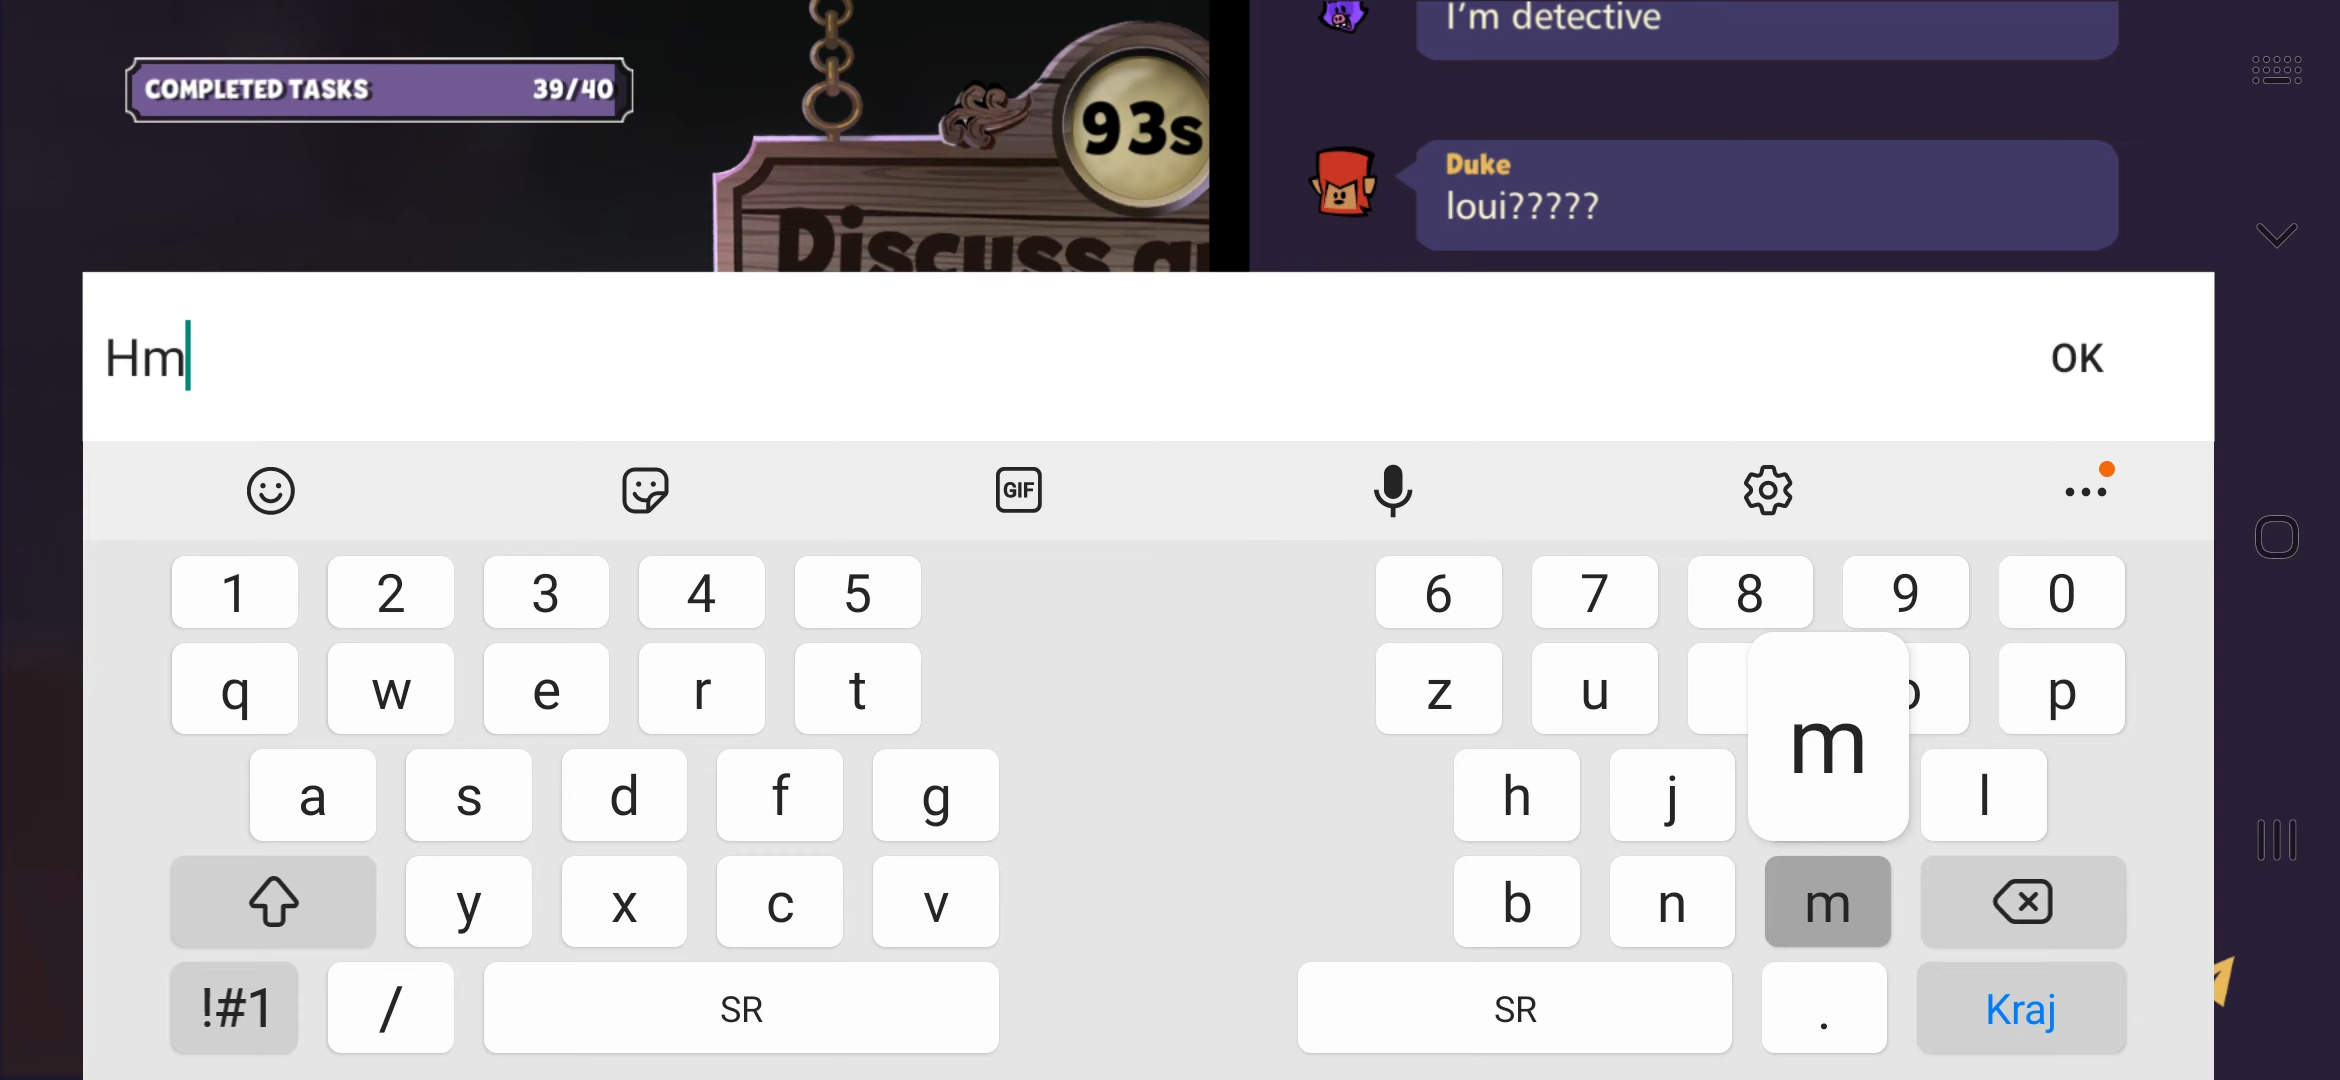 I'm detective
COMPLETED TASKS 39/40
93s
Duke
loui?????
Discuss
Hm
OK
GIF
1 2 3 4 5 6 7 8 9 0
q w e r t z u p
m
a s d f g h j l
y x c v b n m
!#1 / SR SR . Kraj